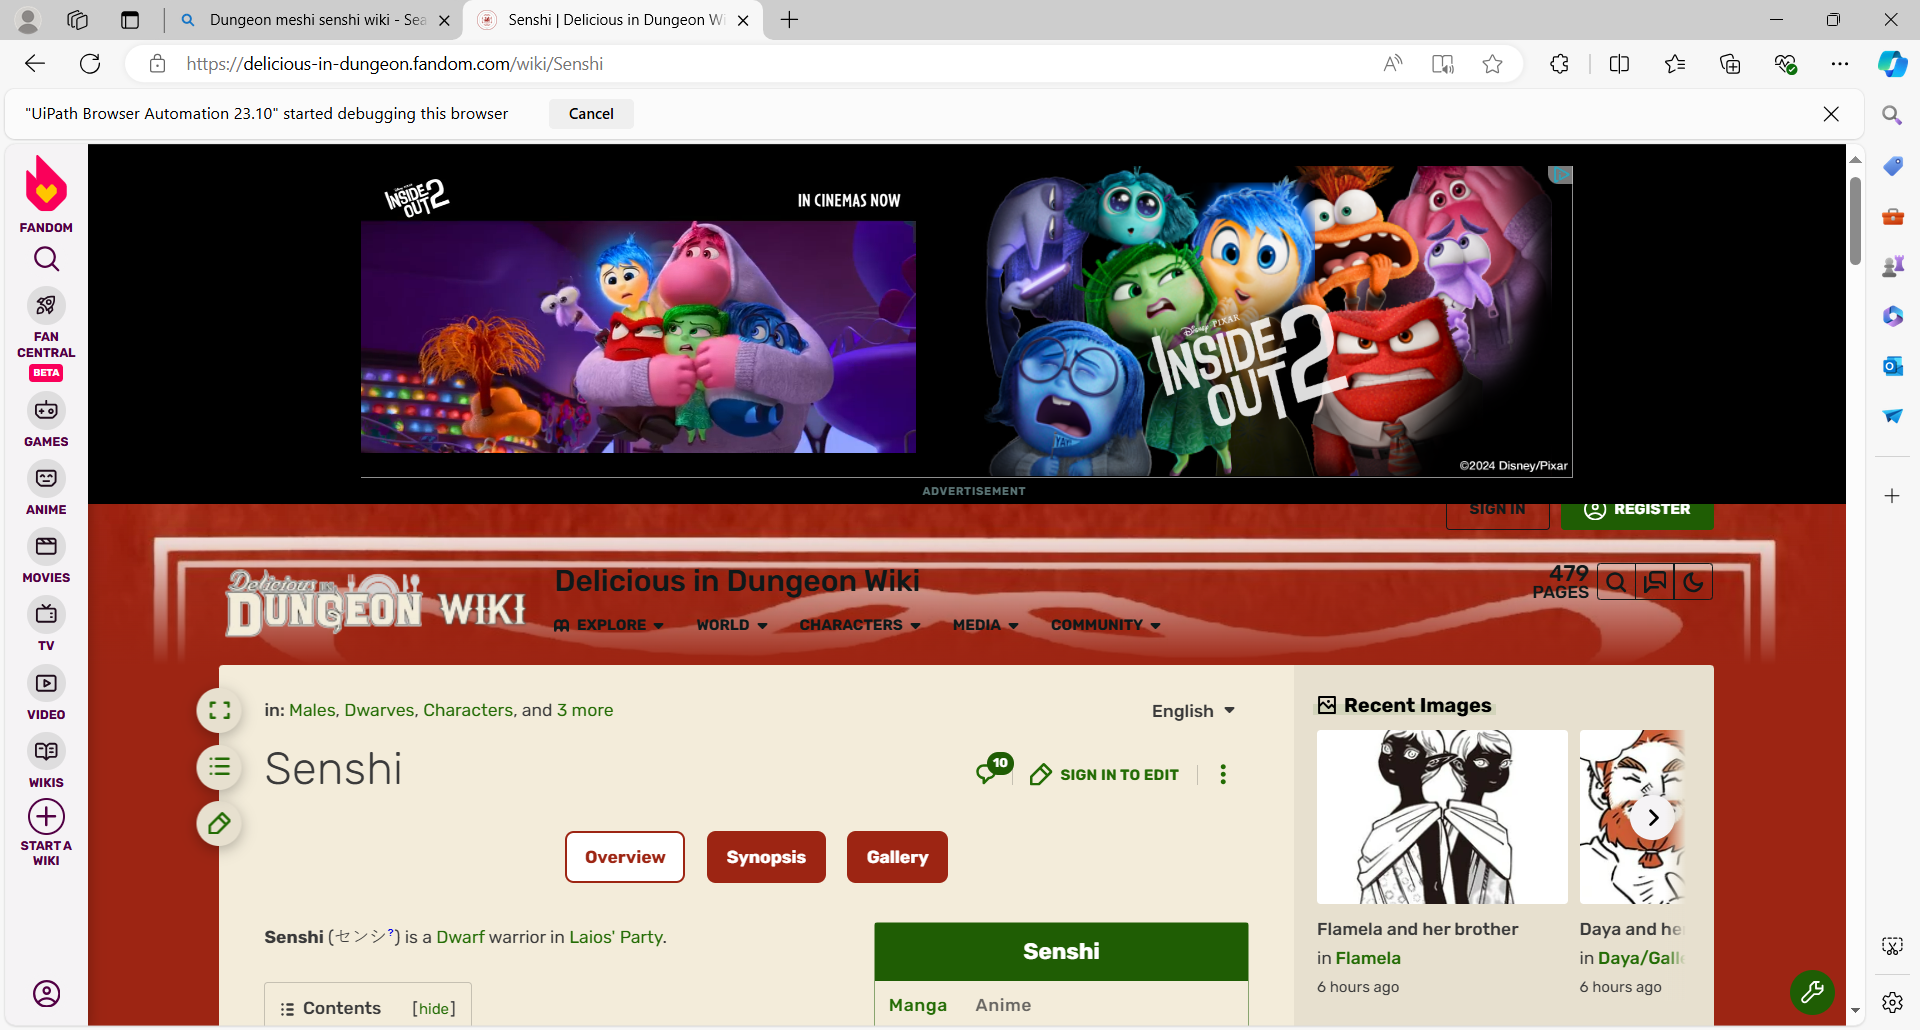 Dungeon meshi senshi wiki - Sea
Senshi | Delicious in Dungeon Wi
https://delicious-in-dungeon.fandom.com/wiki/Senshi
"UiPath Browser Automation 23.10" started debugging this browser
Cancel
FANDOM
FAN
CENTRAL
BETA
GAMES
ANIME
MOVIES
TV
VIDEO
WIKIS
START A
WIKI
INSIDE
OUT 2
IN CINEMAS NOW
Disney PIXAR
INSIDE
OUT 2
©2024 Disney/Pixar
ADVERTISEMENT
SIGN IN
REGISTER
Delicious in
DUNGEON WIKI
Delicious in Dungeon Wiki
479
PAGES
EXPLORE
WORLD
CHARACTERS
MEDIA
COMMUNITY
in: Males, Dwarves, Characters, and 3 more
English
Senshi
10
SIGN IN TO EDIT
Overview
Synopsis
Gallery
Senshi (センシ?) is a Dwarf warrior in Laios' Party.
Contents [hide]
Senshi
Manga Anime
Recent Images
Flamela and her brother
in Flamela
6 hours ago
Daya and he
in Daya/Galle
6 hours ago